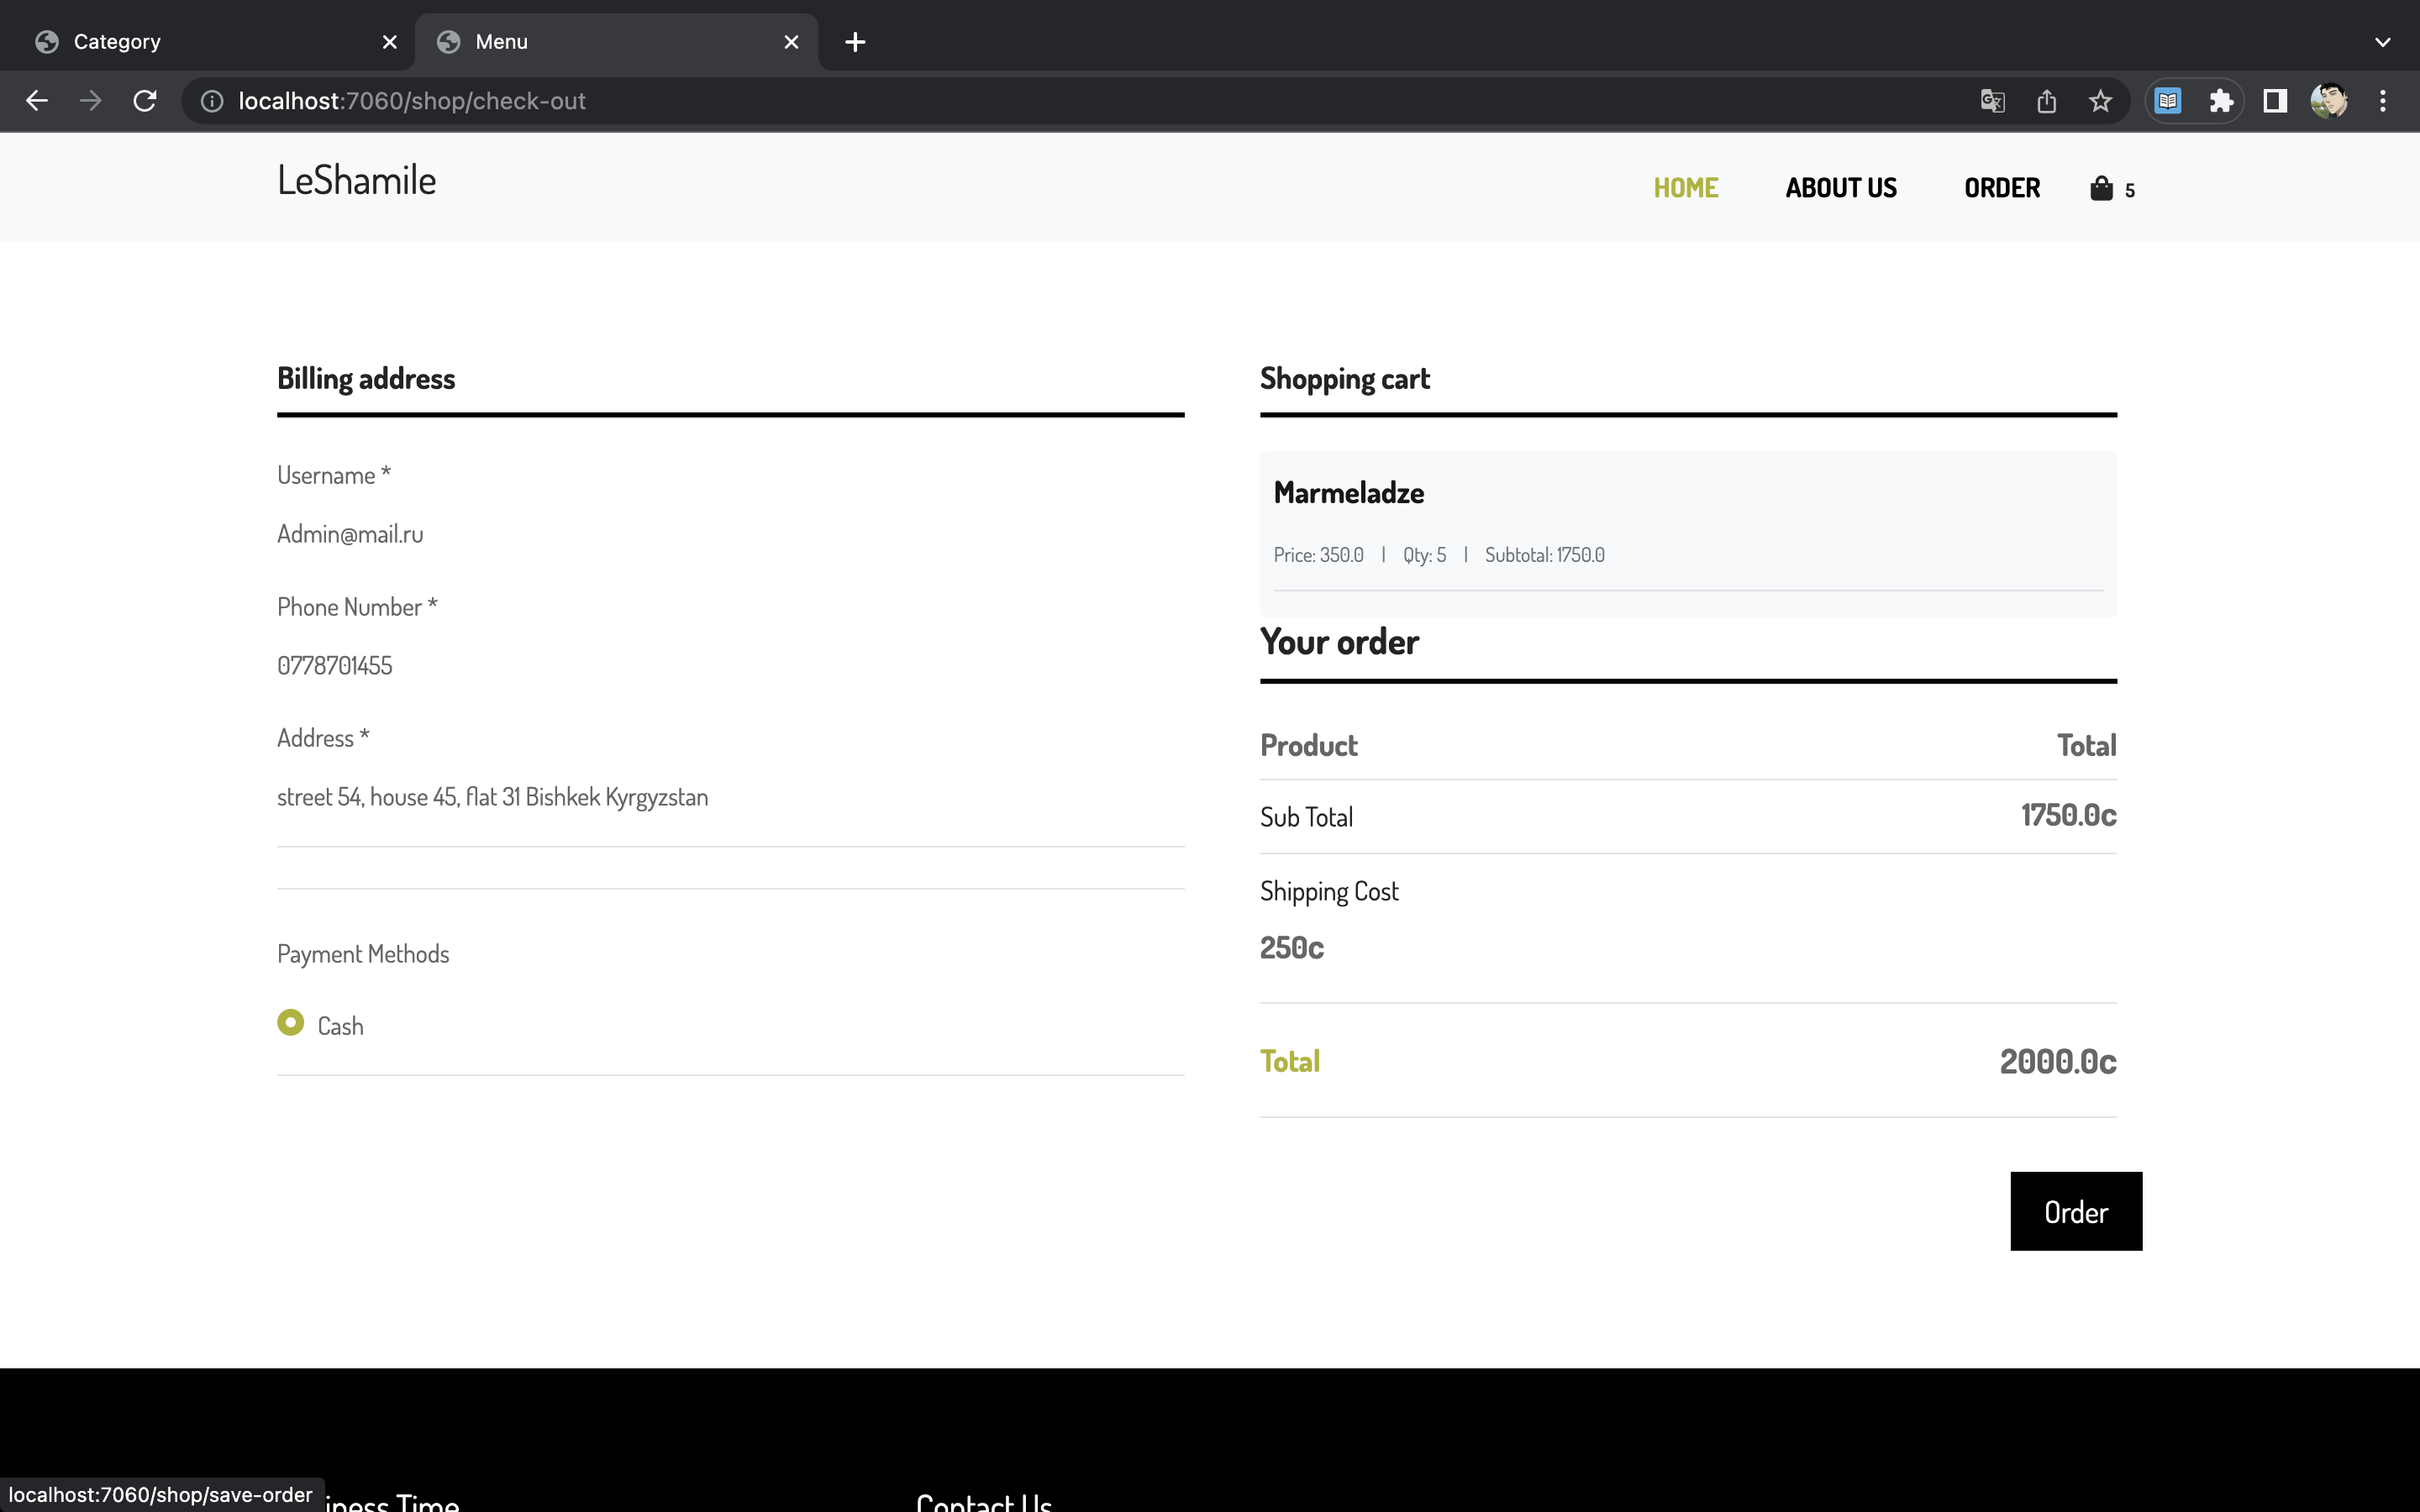 Category
Menu
localhost:7060/shop/check-out
LeShamile
HOME
ABOUT US
ORDER
5
Billing address
Username *
Admin@mail.ru
Phone Number *
0778701455
Address *
street 54, house 45, flat 31 Bishkek Kyrgyzstan
Payment Methods
Cash
Shopping cart
Marmeladze
Price: 350.0 | Qty: 5 | Subtotal: 1750.0
Your order
Product Total
Sub Total 1750.0c
Shipping Cost
250c
Total 2000.0c
Order
iness Time
Contact Us
localhost:7060/shop/save-order